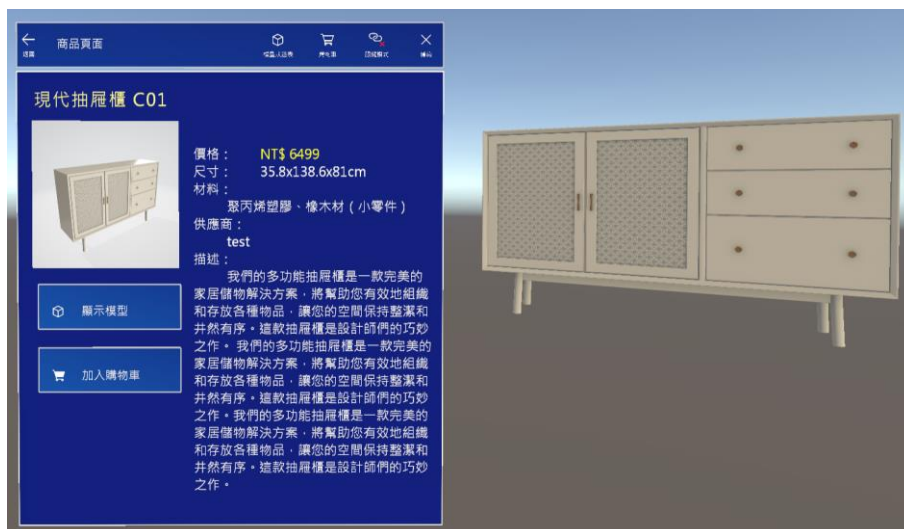 商品頁面
現代抽屜櫃 C01
價格： NT$ 6499
尺寸： 35.8x138.6x81cm
材料：
聚丙烯塑膠、橡木材（小零件）
供應商：
test
描述：
我們的多功能抽屜櫃是一款完美的
家居儲物解決方案，將幫助您有效地組織
和存放各種物品，讓您的空間保持整潔和
井然有序。這款抽屜櫃是設計師們的巧妙
之作。 我們的多功能抽屜櫃是一款完美的
家居儲物解決方案，將幫助您有效地組織
和存放各種物品，讓您的空間保持整潔和
井然有序。這款抽屜櫃是設計師們的巧妙
之作。我們的多功能抽屜櫃是一款完美的
家居儲物解決方案，將幫助您有效地組織
和存放各種物品，讓您的空間保持整潔和
井然有序。這款抽屜櫃是設計師們的巧妙
之作。
顯示模型
加入購物車